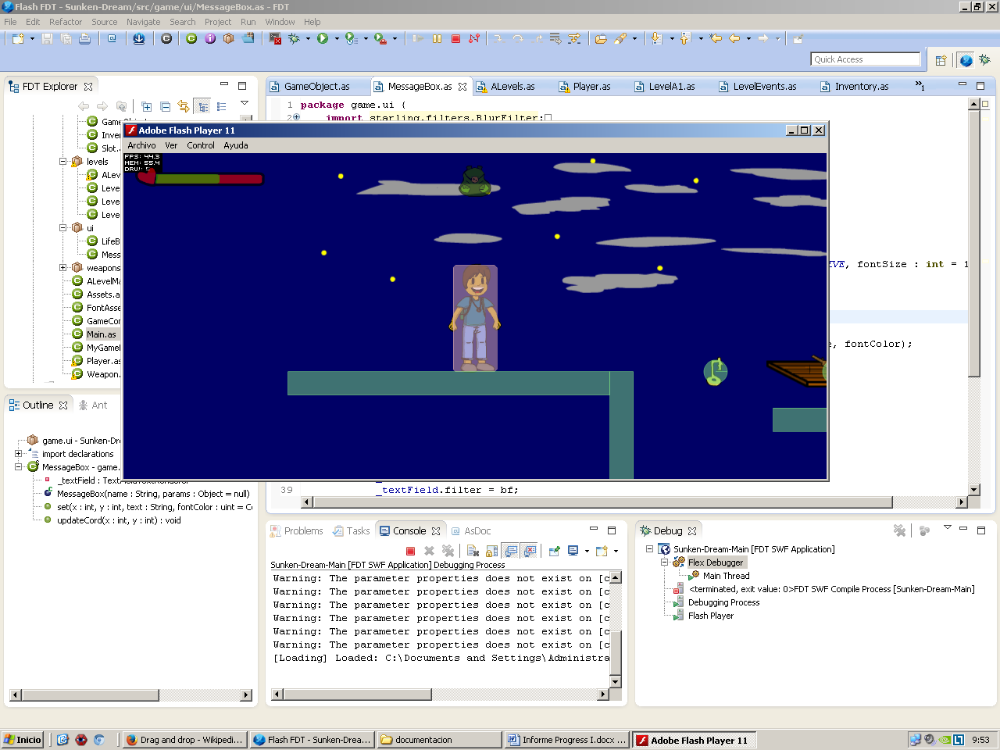 Flash FDT - Sunken-Dream/src/game/ui/MessageBox.as - FDT
File Edit Refactor Source Navigate Search Project Run Window Help
Quick Access
FDT Explorer
GameObject.as MessageBox.as ALevels.as Player.as LevelA1.as LevelEvents.as Inventory.as »1
1 package game.ui {
2 import starling.filters.BlurFilter;
Adobe Flash Player 11
Archivo Ver Control Ayuda
FPS: 44.3
MEM: 55.4
Slot.
levels
ALev
Leve
Leve
Leve
ui
LifeB
Mess
weapons
ALevelMa
Assets.a
FontAsse
GameCor
Main.as
MyGameI
Player.as
Weapon.
IVE, fontSize : int = 1
, fontColor);
Outline
Ant
game.ui - Sunken-Dr
import declarations
MessageBox - game.
_textField : TextFieldTextRenderer
MessageBox(name : String, params : Object = null)
set(x : int, y : int, text : String, fontColor : uint = Co
updateCord(x : int, y : int) : void
39 _textField.filter = bf;
Problems Tasks Console AsDoc
Sunken-Dream-Main [FDT SWF Application] Debugging Process
Warning: The parameter properties does not exist on [c
Warning: The parameter properties does not exist on [c
Warning: The parameter properties does not exist on [c
Warning: The parameter properties does not exist on [c
Warning: The parameter properties does not exist on [c
Warning: The parameter properties does not exist on [c
[Loading] Loaded: C:\Documents and Settings\Administra
Debug
Sunken-Dream-Main [FDT SWF Application]
Flex Debugger
Main Thread
<terminated, exit value: 0>FDT SWF Compile Process [Sunken-Dream-Main]
Debugging Process
Flash Player
Inicio
Drag and drop - Wikipedi...
Flash FDT - Sunken-Drea...
documentacion
Informe Progress I.docx ...
Adobe Flash Player 11
9:53